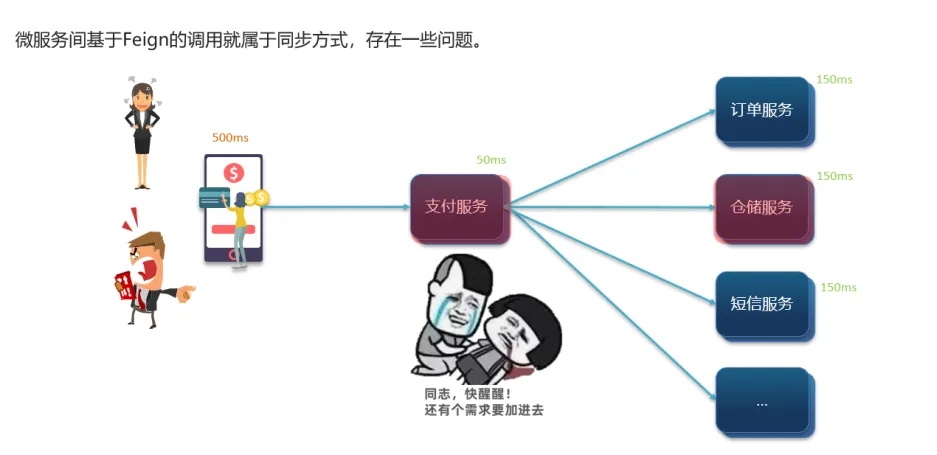 微服务间基于Feign的调用就属于同步方式，存在一些问题。
150ms
订单服务
500ms
50ms
150ms
支付服务
仓储服务
150ms
短信服务
同志，快醒醒！
还有个需求要加进去
...